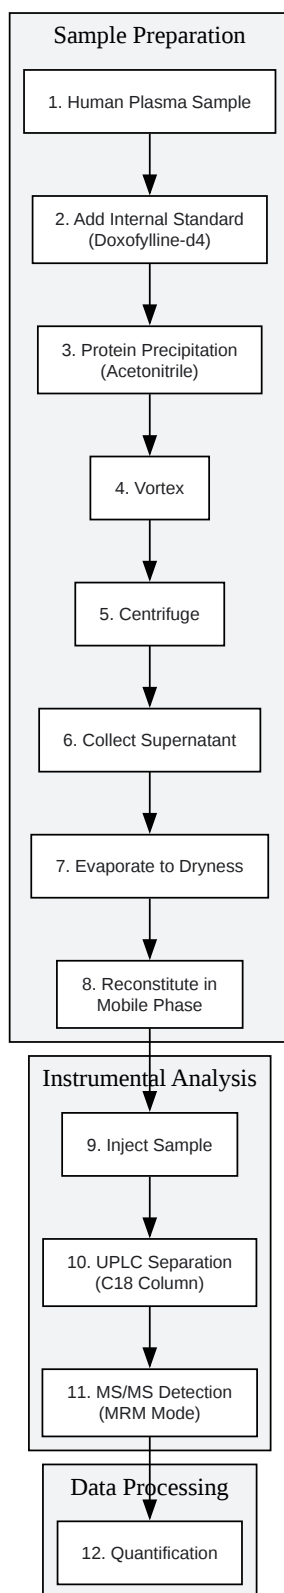 Sample Preparation
1. Human Plasma Sample
2. Add Internal Standard
(Doxofylline-d4)
3. Protein Precipitation
(Acetonitrile)
4. Vortex
5. Centrifuge
6. Collect Supernatant
7. Evaporate to Dryness
8. Reconstitute in
Mobile Phase
Instrumental Analysis
9. Inject Sample
10. UPLC Separation
(C18 Column)
11. MS/MS Detection
(MRM Mode)
Data Processing
12. Quantification